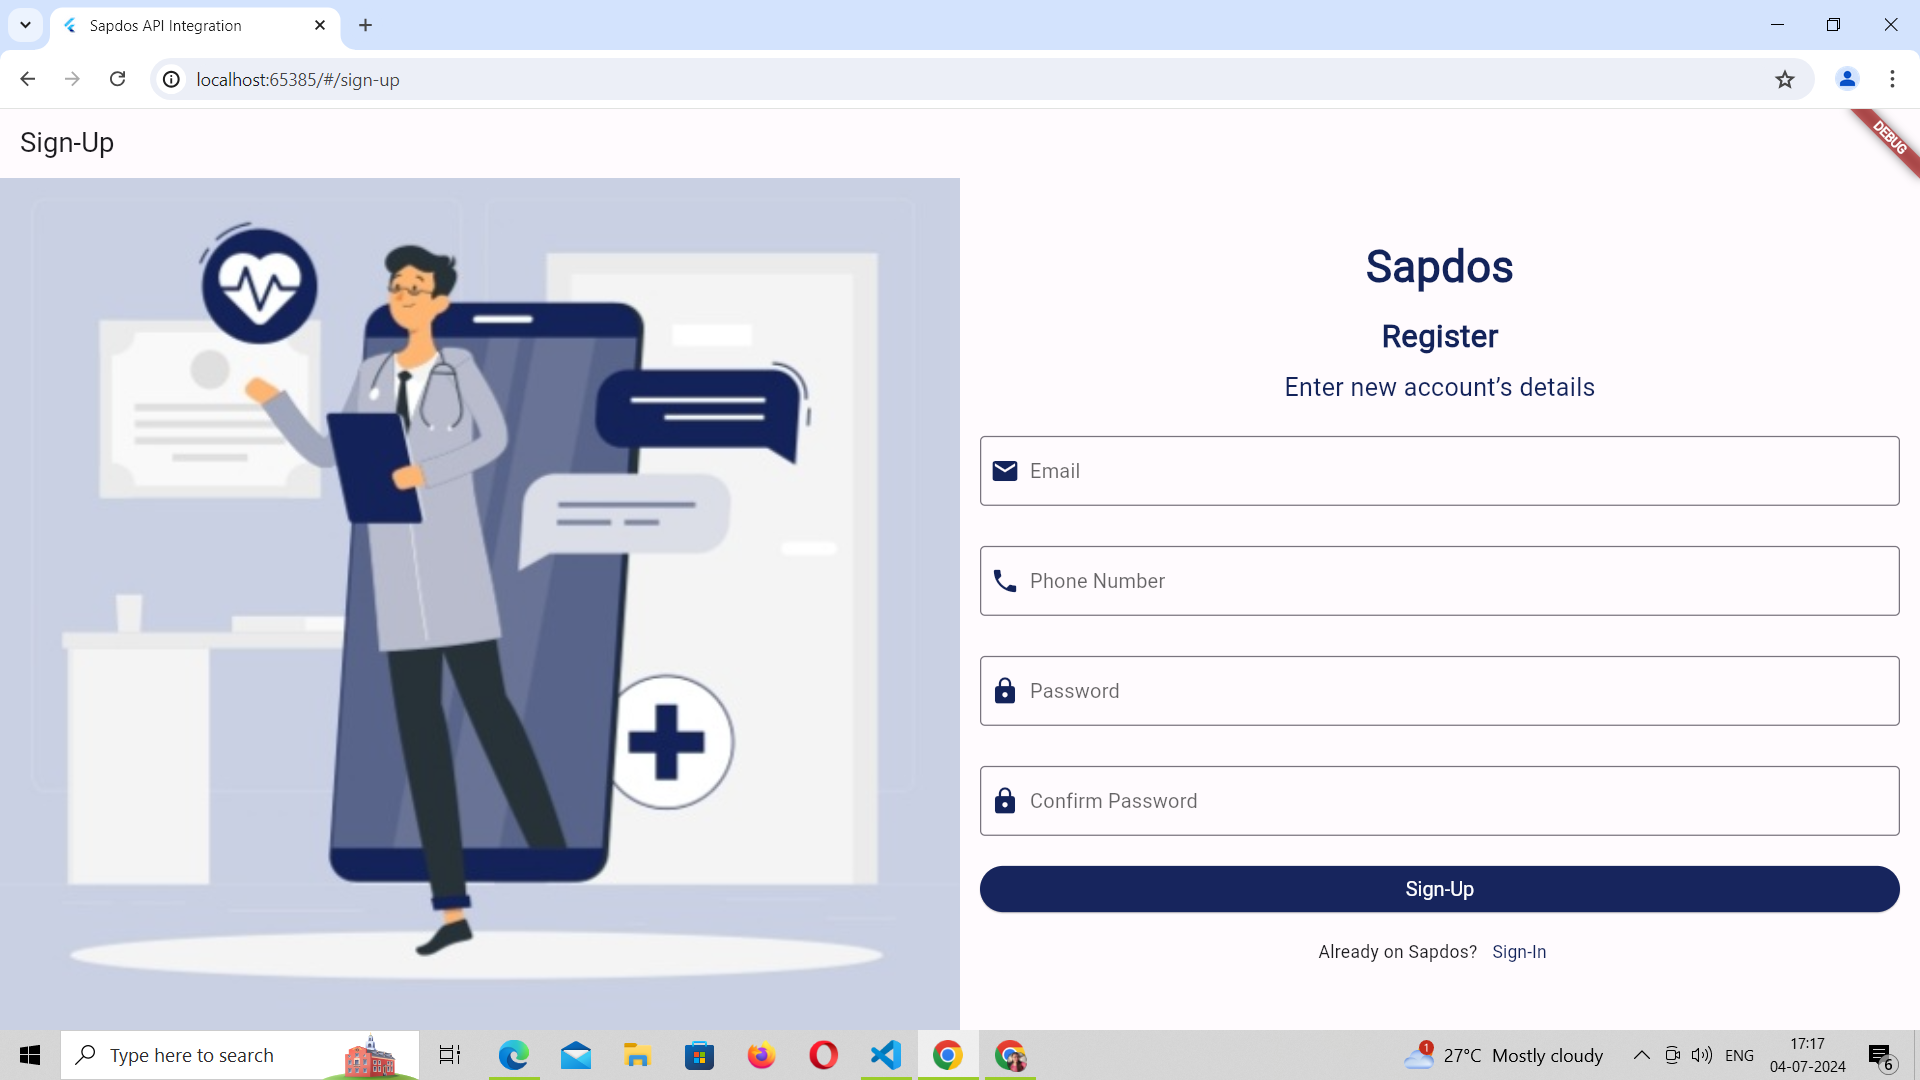 Sapdos API Integration
localhost:65385/#/sign-up
Sign-Up
DEBUG
Sapdos
Register
Enter new account’s details
Email
Phone Number
Password
Confirm Password
Sign-Up
Already on Sapdos? Sign-In
Type here to search
1
27°C Mostly cloudy
ENG
17:17
04-07-2024
6